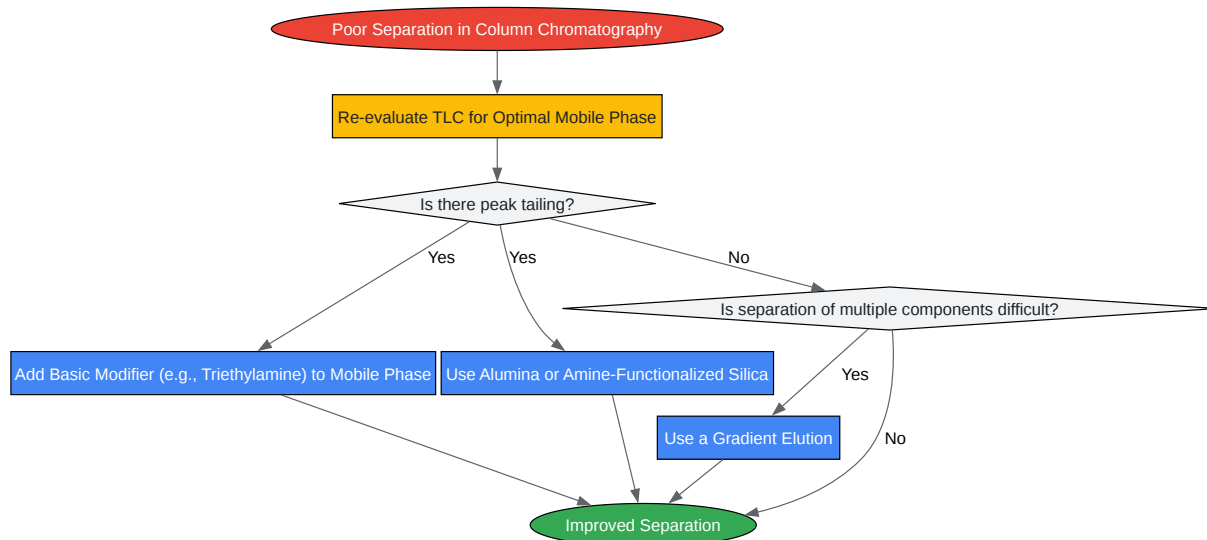 Poor Separation in Column Chromatography
Re-evaluate TLC for Optimal Mobile Phase
Is there peak tailing?
Yes
Yes
No
Is separation of multiple components difficult?
Add Basic Modifier (e.g., Triethylamine) to Mobile Phase
Use Alumina or Amine-Functionalized Silica
Yes
Use a Gradient Elution
No
Improved Separation